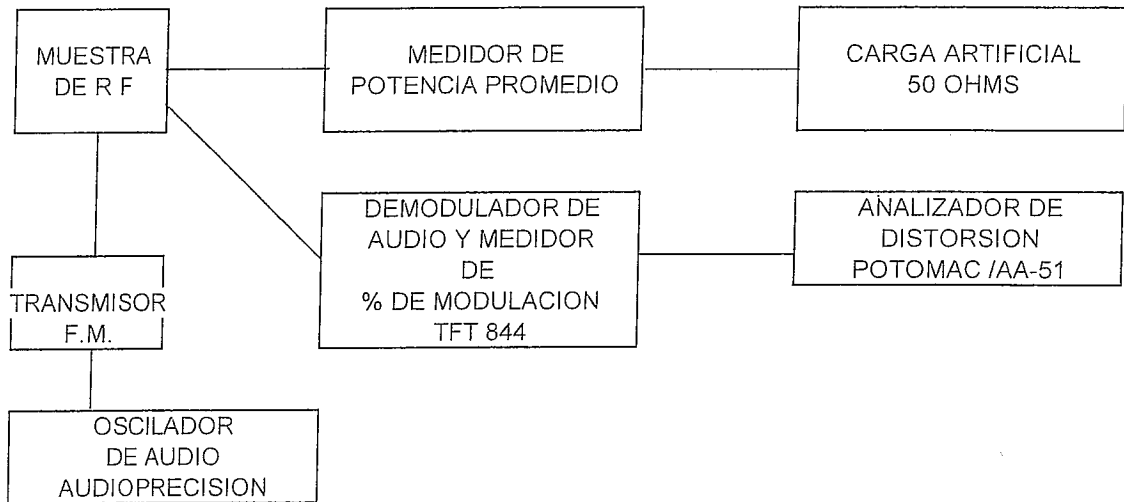 MUESTRA
DE R F
MEDIDOR DE
POTENCIA PROMEDIO
CARGA ARTIFICIAL
50 OHMS
DEMODULADOR DE
AUDIO Y MEDIDOR
DE
% DE MODULACION
TFT 844
ANALIZADOR DE
DISTORSION
POTOMAC /AA-51
TRANSMISOR
F.M.
OSCILADOR
DE AUDIO
AUDIOPRECISION